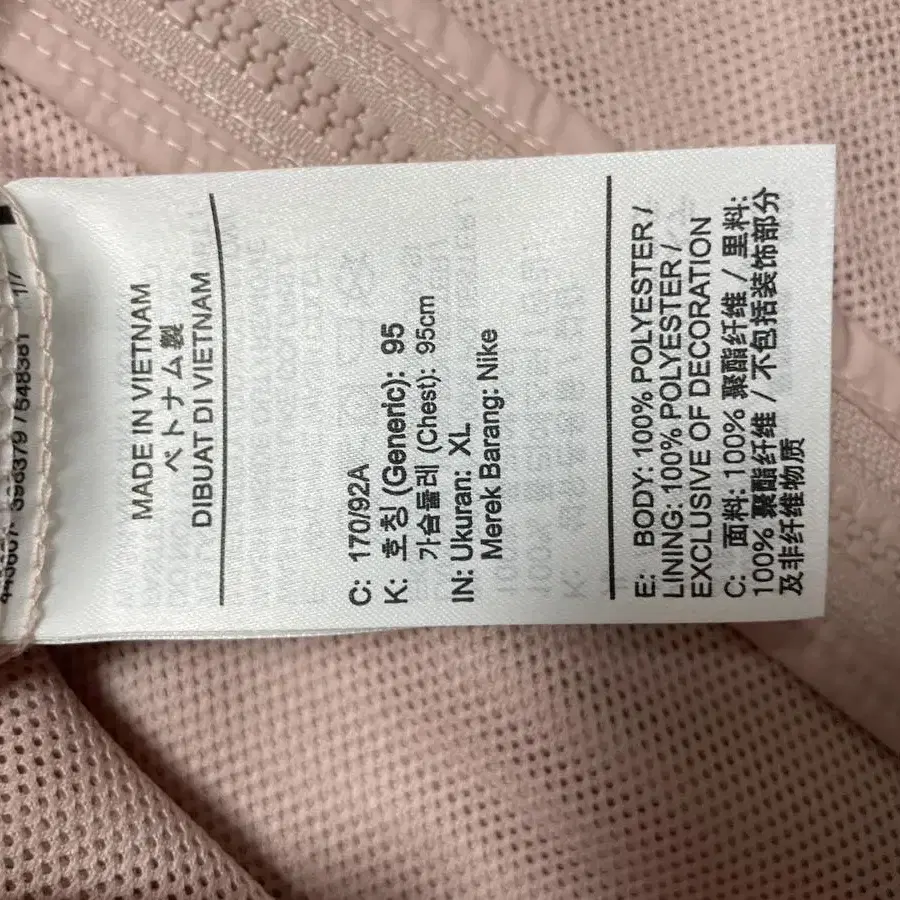 MADE IN VIETNAM
ベトナム製
DIBUAT DI VIETNAM
C: 170/92A
K: 호칭 (Generic): 95
가슴둘레 (Chest): 95cm
IN: Ukuran: XL
Merek Barang: Nike
E: BODY: 100% POLYESTER /
LINING: 100% POLYESTER /
EXCLUSIVE OF DECORATION
C: 面料: 100% 聚酯纤维 / 里料:
100% 聚酯纤维 / 不包括装饰部分
及非纤维物质